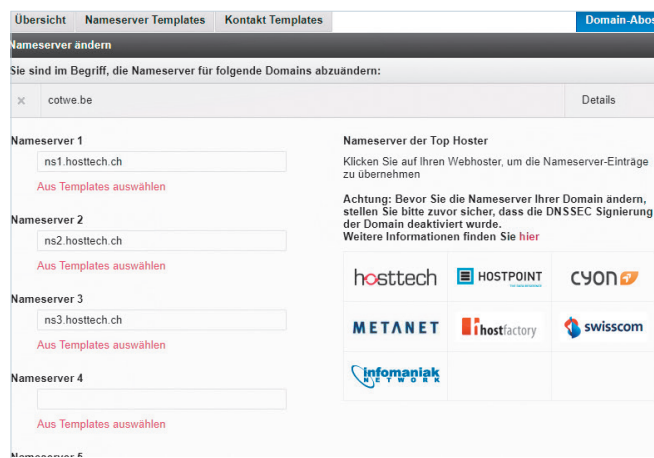 Übersicht Nameserver Templates Kontakt Templates Domain-Abos
Nameserver ändern
Sie sind im Begriff, die Nameserver für folgende Domains abzuändern:
× cotwe.be Details
Nameserver 1
ns1.hosttech.ch
Aus Templates auswählen
Nameserver 2
ns2.hosttech.ch
Aus Templates auswählen
Nameserver 3
ns3.hosttech.ch
Aus Templates auswählen
Nameserver 4
Aus Templates auswählen
Nameserver 5
Nameserver der Top Hoster
Klicken Sie auf Ihren Webhoster, um die Nameserver-Einträge
zu übernehmen
Achtung: Bevor Sie die Nameserver Ihrer Domain ändern,
stellen Sie bitte zuvor sicher, dass die DNSSEC Signierung
der Domain deaktiviert wurde.
Weitere Informationen finden Sie hier
hosttech HOSTPOINT cyon
METANET hostfactory swisscom
infomaniak
NETWORK